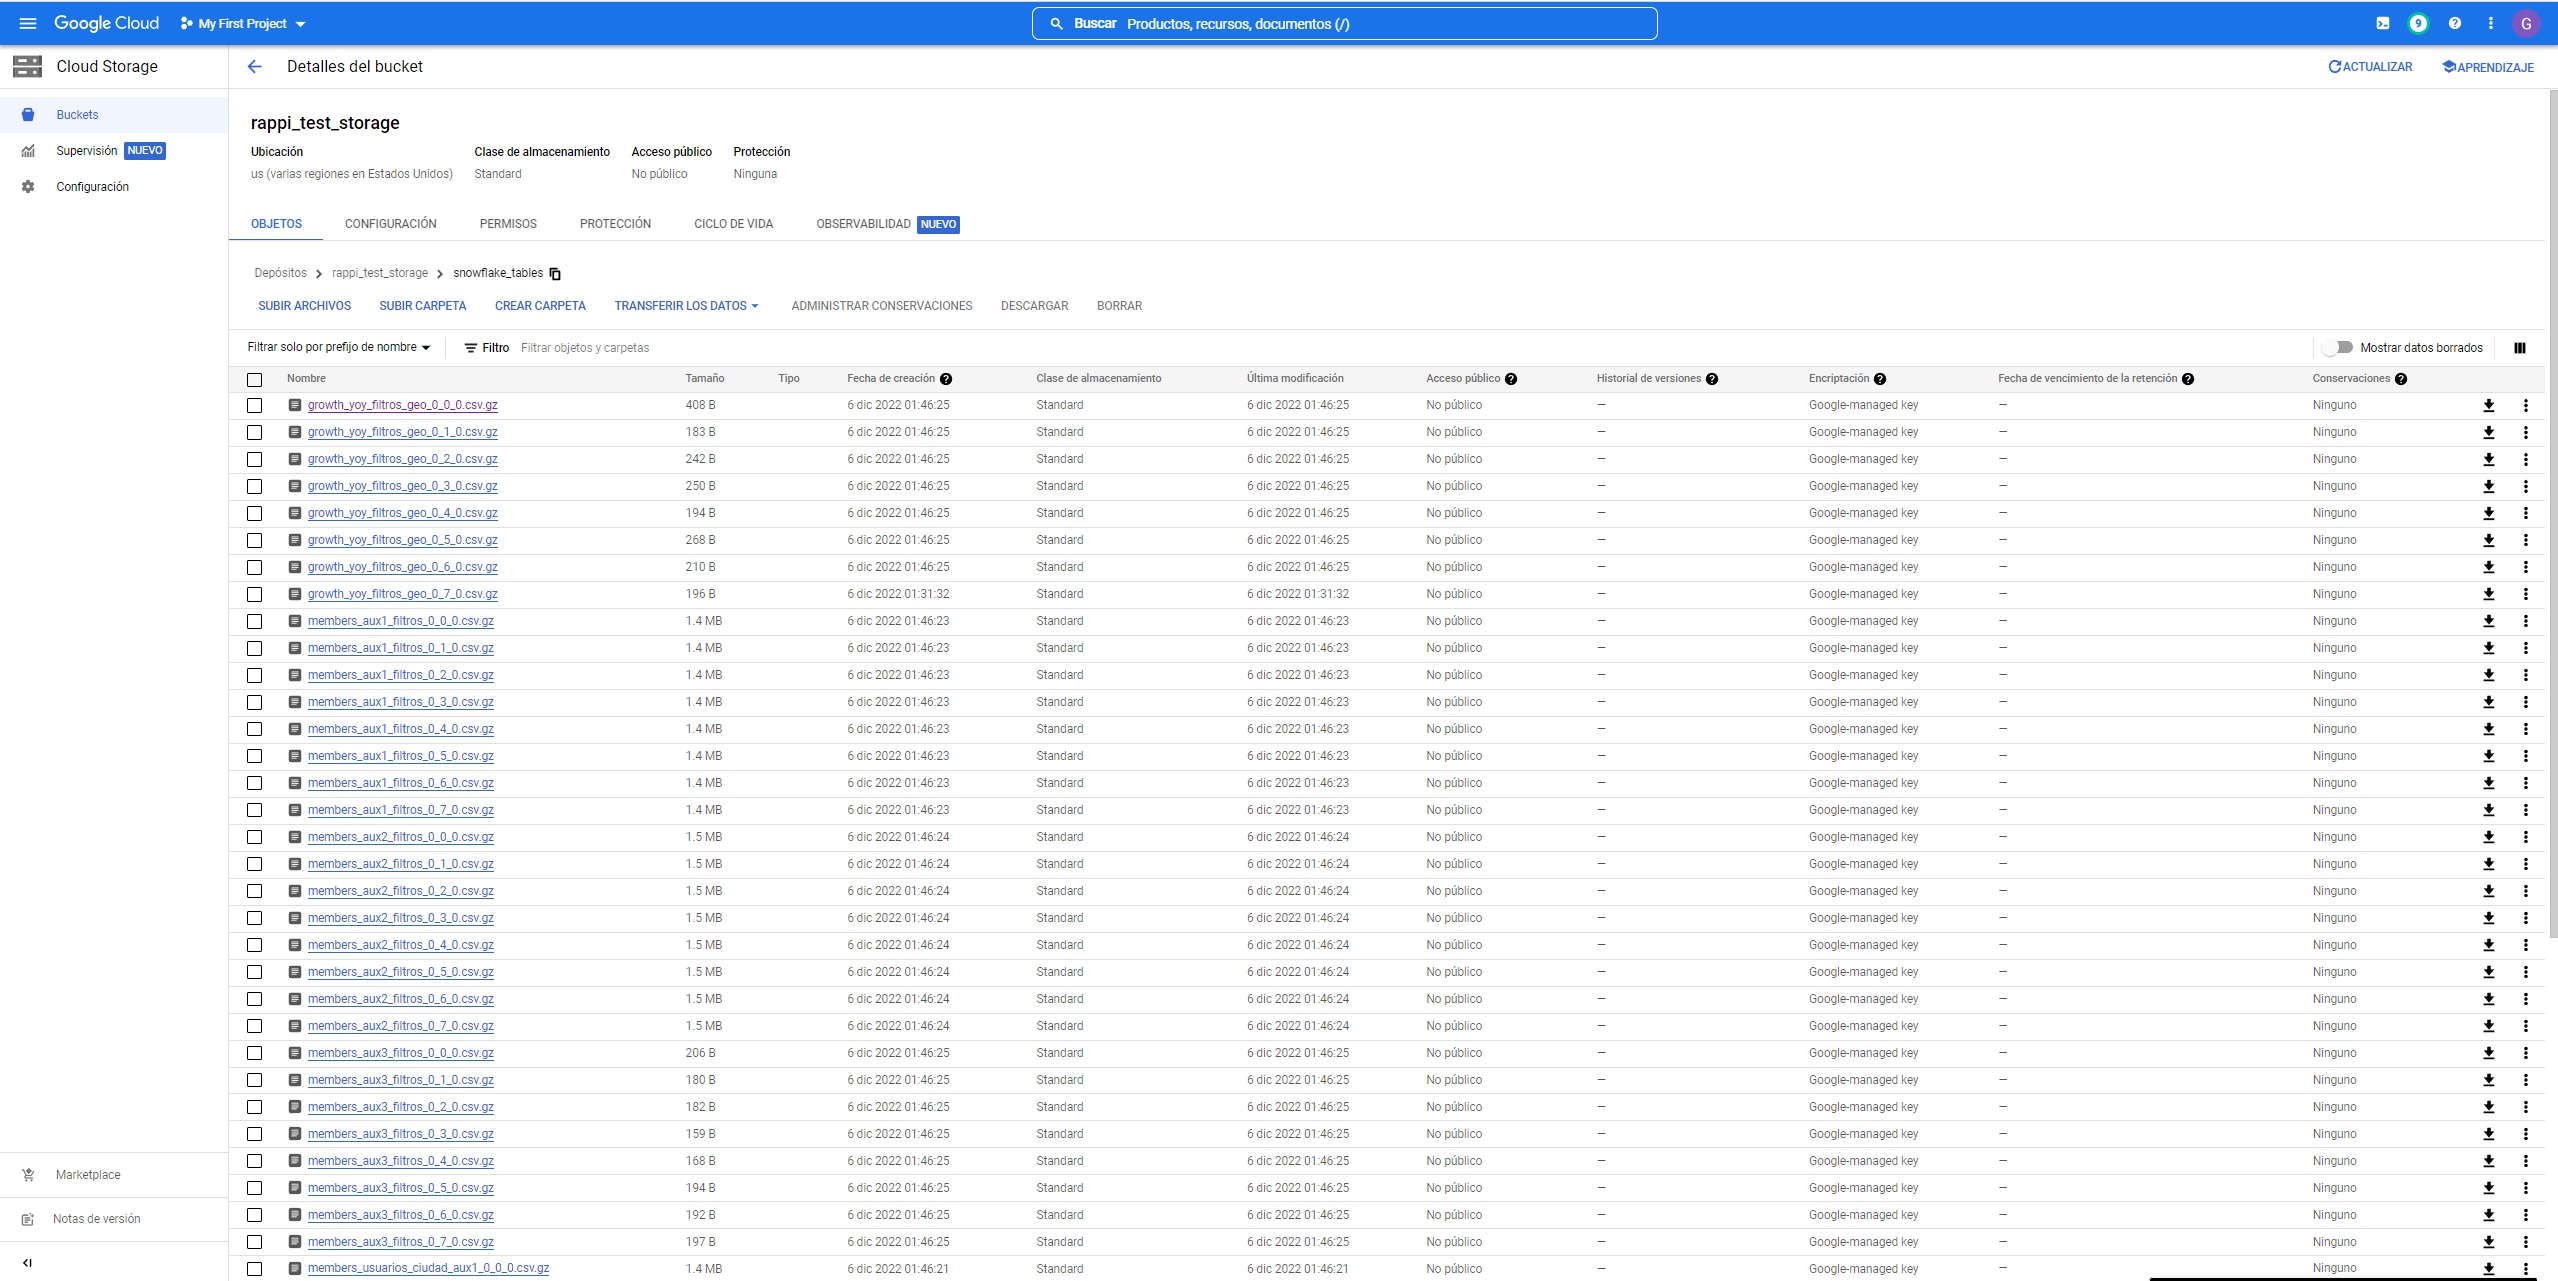 Google Cloud My First Project Buscar Productos, recursos, documentos (/) 9 G
Cloud Storage Detalles del bucket ACTUALIZAR APRENDIZAJE
Buckets
Supervisión NUEVO
Configuración
rappi_test_storage
Ubicación Clase de almacenamiento Acceso público Protección
us (varias regiones en Estados Unidos) Standard No público Ninguna
OBJETOS CONFIGURACIÓN PERMISOS PROTECCIÓN CICLO DE VIDA OBSERVABILIDAD NUEVO
Depósitos rappi_test_storage snowflake_tables
SUBIR ARCHIVOS SUBIR CARPETA CREAR CARPETA TRANSFERIR LOS DATOS ADMINISTRAR CONSERVACIONES DESCARGAR BORRAR
Filtrar solo por prefijo de nombre Filtro Filtrar objetos y carpetas Mostrar datos borrados
Nombre Tamaño Tipo Fecha de creación Clase de almacenamiento Última modificación Acceso público Historial de versiones Encriptación Fecha de vencimiento de la retención Conservaciones
growth_yoy_filtros_geo_0_0_0.csv.gz 408 B 6 dic 2022 01:46:25 Standard 6 dic 2022 01:46:25 No público — Google-managed key — Ninguno
growth_yoy_filtros_geo_0_1_0.csv.gz 183 B 6 dic 2022 01:46:25 Standard 6 dic 2022 01:46:25 No público — Google-managed key — Ninguno
growth_yoy_filtros_geo_0_2_0.csv.gz 242 B 6 dic 2022 01:46:25 Standard 6 dic 2022 01:46:25 No público — Google-managed key — Ninguno
growth_yoy_filtros_geo_0_3_0.csv.gz 250 B 6 dic 2022 01:46:25 Standard 6 dic 2022 01:46:25 No público — Google-managed key — Ninguno
growth_yoy_filtros_geo_0_4_0.csv.gz 194 B 6 dic 2022 01:46:25 Standard 6 dic 2022 01:46:25 No público — Google-managed key — Ninguno
growth_yoy_filtros_geo_0_5_0.csv.gz 268 B 6 dic 2022 01:46:25 Standard 6 dic 2022 01:46:25 No público — Google-managed key — Ninguno
growth_yoy_filtros_geo_0_6_0.csv.gz 210 B 6 dic 2022 01:46:25 Standard 6 dic 2022 01:46:25 No público — Google-managed key — Ninguno
growth_yoy_filtros_geo_0_7_0.csv.gz 196 B 6 dic 2022 01:31:32 Standard 6 dic 2022 01:31:32 No público — Google-managed key — Ninguno
members_aux1_filtros_0_0_0.csv.gz 1.4 MB 6 dic 2022 01:46:23 Standard 6 dic 2022 01:46:23 No público — Google-managed key — Ninguno
members_aux1_filtros_0_1_0.csv.gz 1.4 MB 6 dic 2022 01:46:23 Standard 6 dic 2022 01:46:23 No público — Google-managed key — Ninguno
members_aux1_filtros_0_2_0.csv.gz 1.4 MB 6 dic 2022 01:46:23 Standard 6 dic 2022 01:46:23 No público — Google-managed key — Ninguno
members_aux1_filtros_0_3_0.csv.gz 1.4 MB 6 dic 2022 01:46:23 Standard 6 dic 2022 01:46:23 No público — Google-managed key — Ninguno
members_aux1_filtros_0_4_0.csv.gz 1.4 MB 6 dic 2022 01:46:23 Standard 6 dic 2022 01:46:23 No público — Google-managed key — Ninguno
members_aux1_filtros_0_5_0.csv.gz 1.4 MB 6 dic 2022 01:46:23 Standard 6 dic 2022 01:46:23 No público — Google-managed key — Ninguno
members_aux1_filtros_0_6_0.csv.gz 1.4 MB 6 dic 2022 01:46:23 Standard 6 dic 2022 01:46:23 No público — Google-managed key — Ninguno
members_aux1_filtros_0_7_0.csv.gz 1.4 MB 6 dic 2022 01:46:23 Standard 6 dic 2022 01:46:23 No público — Google-managed key — Ninguno
members_aux2_filtros_0_0_0.csv.gz 1.5 MB 6 dic 2022 01:46:24 Standard 6 dic 2022 01:46:24 No público — Google-managed key — Ninguno
members_aux2_filtros_0_1_0.csv.gz 1.5 MB 6 dic 2022 01:46:24 Standard 6 dic 2022 01:46:24 No público — Google-managed key — Ninguno
members_aux2_filtros_0_2_0.csv.gz 1.5 MB 6 dic 2022 01:46:24 Standard 6 dic 2022 01:46:24 No público — Google-managed key — Ninguno
members_aux2_filtros_0_3_0.csv.gz 1.5 MB 6 dic 2022 01:46:24 Standard 6 dic 2022 01:46:24 No público — Google-managed key — Ninguno
members_aux2_filtros_0_4_0.csv.gz 1.5 MB 6 dic 2022 01:46:24 Standard 6 dic 2022 01:46:24 No público — Google-managed key — Ninguno
members_aux2_filtros_0_5_0.csv.gz 1.5 MB 6 dic 2022 01:46:24 Standard 6 dic 2022 01:46:24 No público — Google-managed key — Ninguno
members_aux2_filtros_0_6_0.csv.gz 1.5 MB 6 dic 2022 01:46:24 Standard 6 dic 2022 01:46:24 No público — Google-managed key — Ninguno
members_aux2_filtros_0_7_0.csv.gz 1.5 MB 6 dic 2022 01:46:24 Standard 6 dic 2022 01:46:24 No público — Google-managed key — Ninguno
members_aux3_filtros_0_0_0.csv.gz 206 B 6 dic 2022 01:46:25 Standard 6 dic 2022 01:46:25 No público — Google-managed key — Ninguno
members_aux3_filtros_0_1_0.csv.gz 180 B 6 dic 2022 01:46:25 Standard 6 dic 2022 01:46:25 No público — Google-managed key — Ninguno
members_aux3_filtros_0_2_0.csv.gz 182 B 6 dic 2022 01:46:25 Standard 6 dic 2022 01:46:25 No público — Google-managed key — Ninguno
members_aux3_filtros_0_3_0.csv.gz 159 B 6 dic 2022 01:46:25 Standard 6 dic 2022 01:46:25 No público — Google-managed key — Ninguno
members_aux3_filtros_0_4_0.csv.gz 168 B 6 dic 2022 01:46:25 Standard 6 dic 2022 01:46:25 No público — Google-managed key — Ninguno
members_aux3_filtros_0_5_0.csv.gz 194 B 6 dic 2022 01:46:25 Standard 6 dic 2022 01:46:25 No público — Google-managed key — Ninguno
members_aux3_filtros_0_6_0.csv.gz 192 B 6 dic 2022 01:46:25 Standard 6 dic 2022 01:46:25 No público — Google-managed key — Ninguno
members_aux3_filtros_0_7_0.csv.gz 197 B 6 dic 2022 01:46:25 Standard 6 dic 2022 01:46:25 No público — Google-managed key — Ninguno
members_usuarios_ciudad_aux1_0_0_0.csv.gz 1.4 MB 6 dic 2022 01:46:21 Standard 6 dic 2022 01:46:21 No público — Google-managed key — Ninguno
Marketplace
Notas de versión